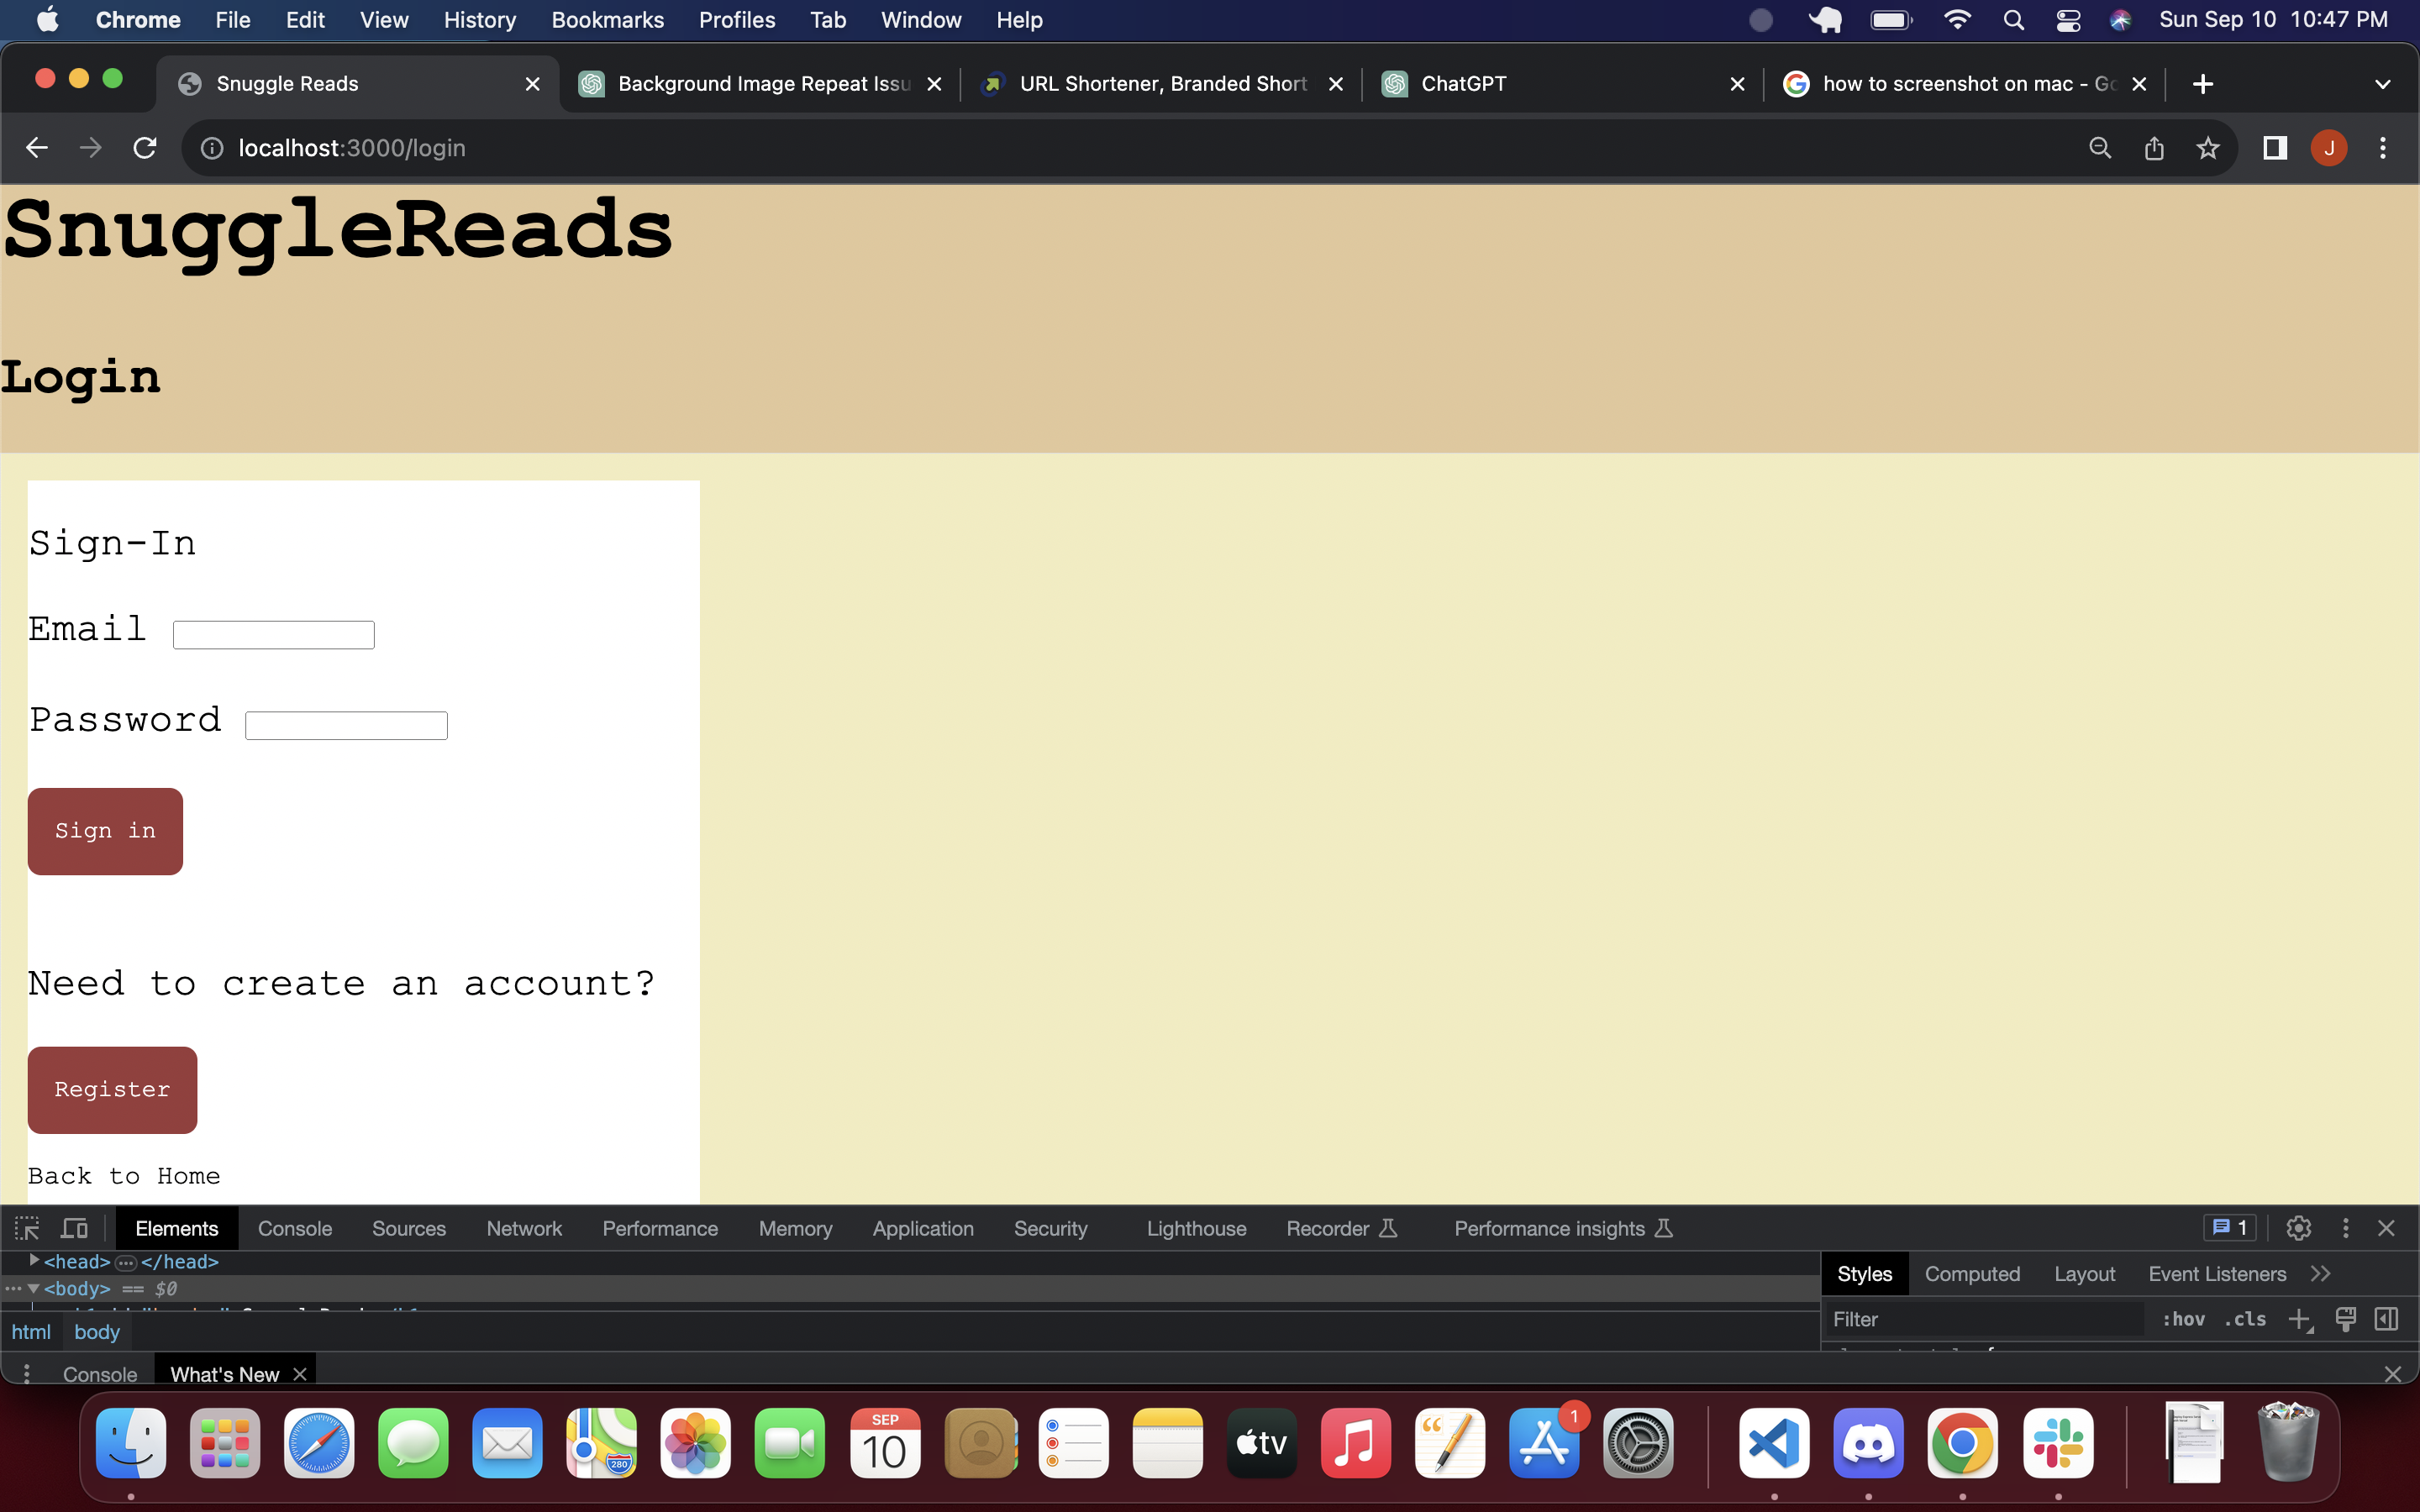 Chrome File Edit View History Bookmarks Profiles Tab Window Help Sun Sep 10 10:47 PM
Snuggle Reads Background Image Repeat Issu URL Shortener, Branded Short ChatGPT how to screenshot on mac - Go
localhost:3000/login J
SnuggleReads
Login
Sign-In
Email
Password
Sign in
Need to create an account?
Register
Back to Home
Elements Console Sources Network Performance Memory Application Security Lighthouse Recorder Performance insights 1
<head> ... </head>
... <body> == $0
Styles Computed Layout Event Listeners
Filter :hov .cls
html body
Console What's New
SEP
10
280
tv
1